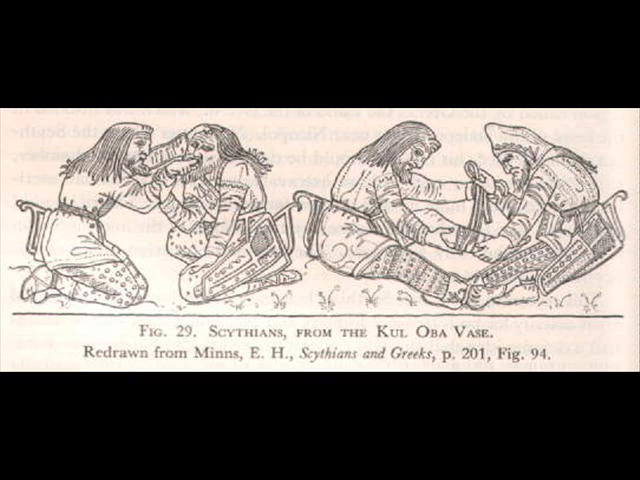 Fig. 29. Scythians, from the Kul Oba Vase.
Redrawn from Minns, E. H., Scythians and Greeks, p. 201, Fig. 94.